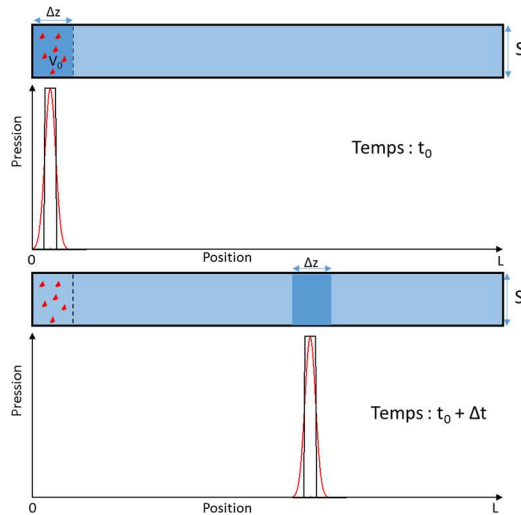 Δz
V₀
S
Pression
Temps : t₀
0
Position
L
Δz
S
Pression
Temps : t₀ + Δt
0
Position
L